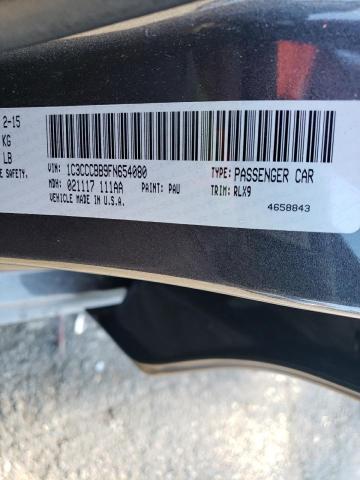 2-15
KG
LB
E SAFETY.
VIN: 1C3CCCBB9FN654080 TYPE: PASSENGER CAR
MDH: 021117 111AA PAINT: PAU TRIM: RLX9
VEHICLE MADE IN U.S.A.
4658843